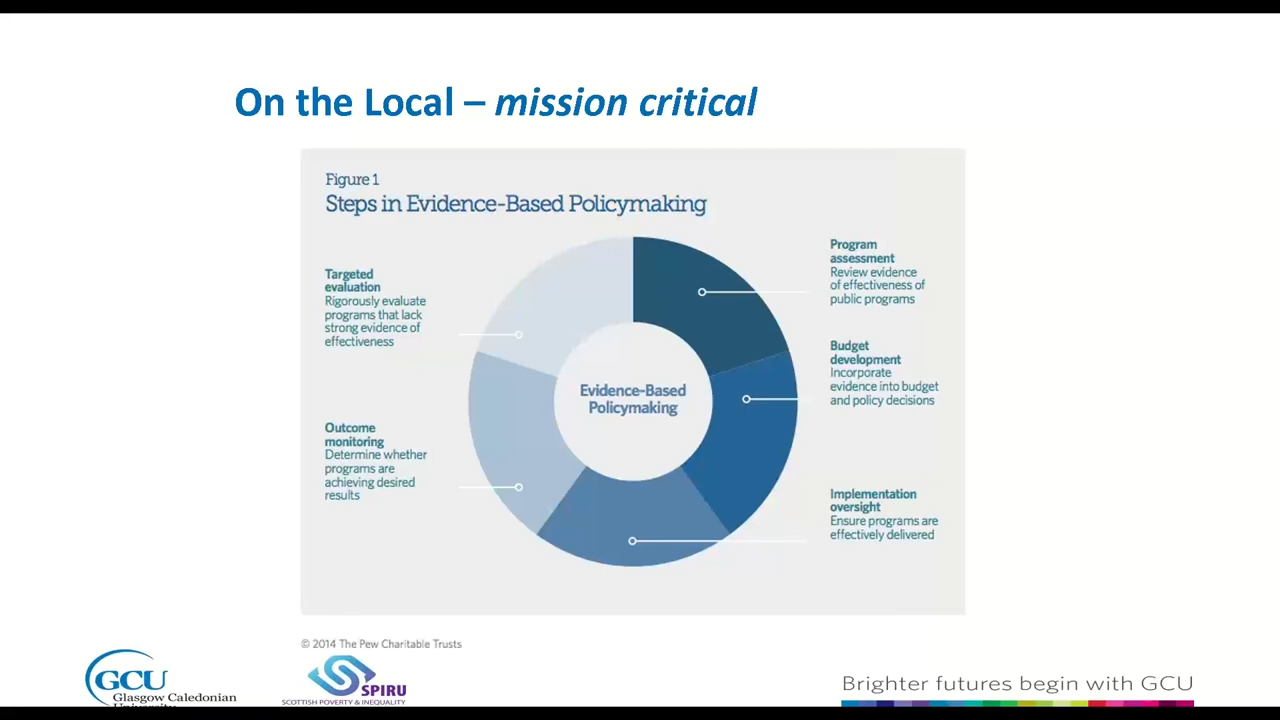 On the Local – mission critical
Figure 1
Steps in Evidence-Based Policymaking
Targeted
evaluation
Rigorously evaluate
programs that lack
strong evidence of
effectiveness
Outcome
monitoring
Determine whether
programs are
achieving desired
results
Evidence-Based
Policymaking
Program
assessment
Review evidence
of effectiveness of
public programs
Budget
development
Incorporate
evidence into budget
and policy decisions
Implementation
oversight
Ensure programs are
effectively delivered
© 2014 The Pew Charitable Trusts
GCU
Glasgow Caledonian
University
SPIRU
SCOTTISH POVERTY & INEQUALITY
Brighter futures begin with GCU